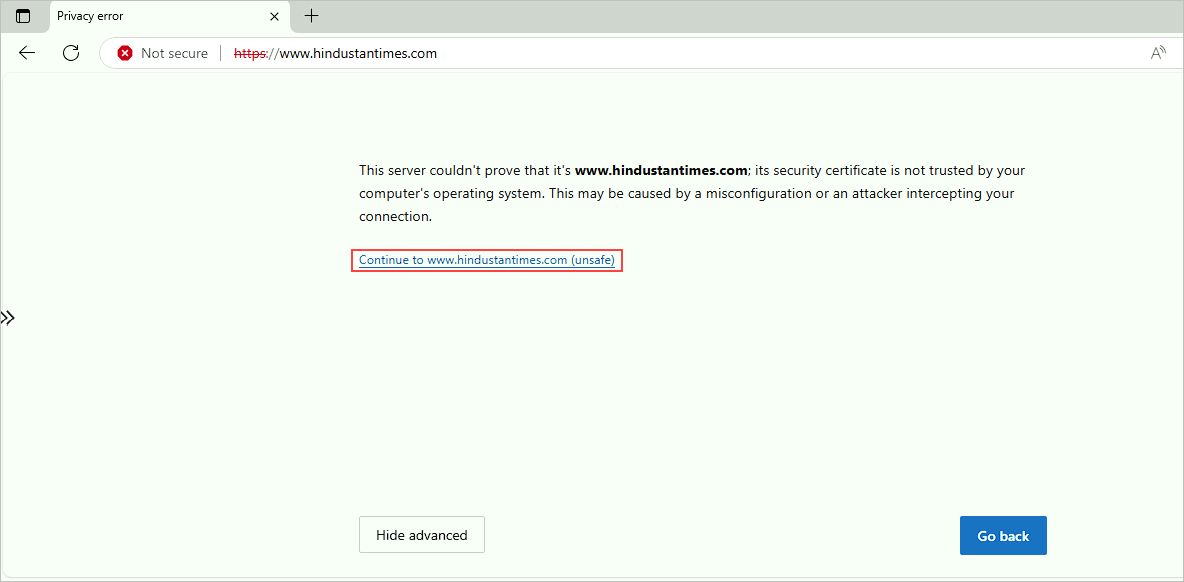 Privacy error
Not secure https://www.hindustantimes.com
This server couldn't prove that it's www.hindustantimes.com; its security certificate is not trusted by your
computer's operating system. This may be caused by a misconfiguration or an attacker intercepting your
connection.
Continue to www.hindustantimes.com (unsafe)
Hide advanced
Go back